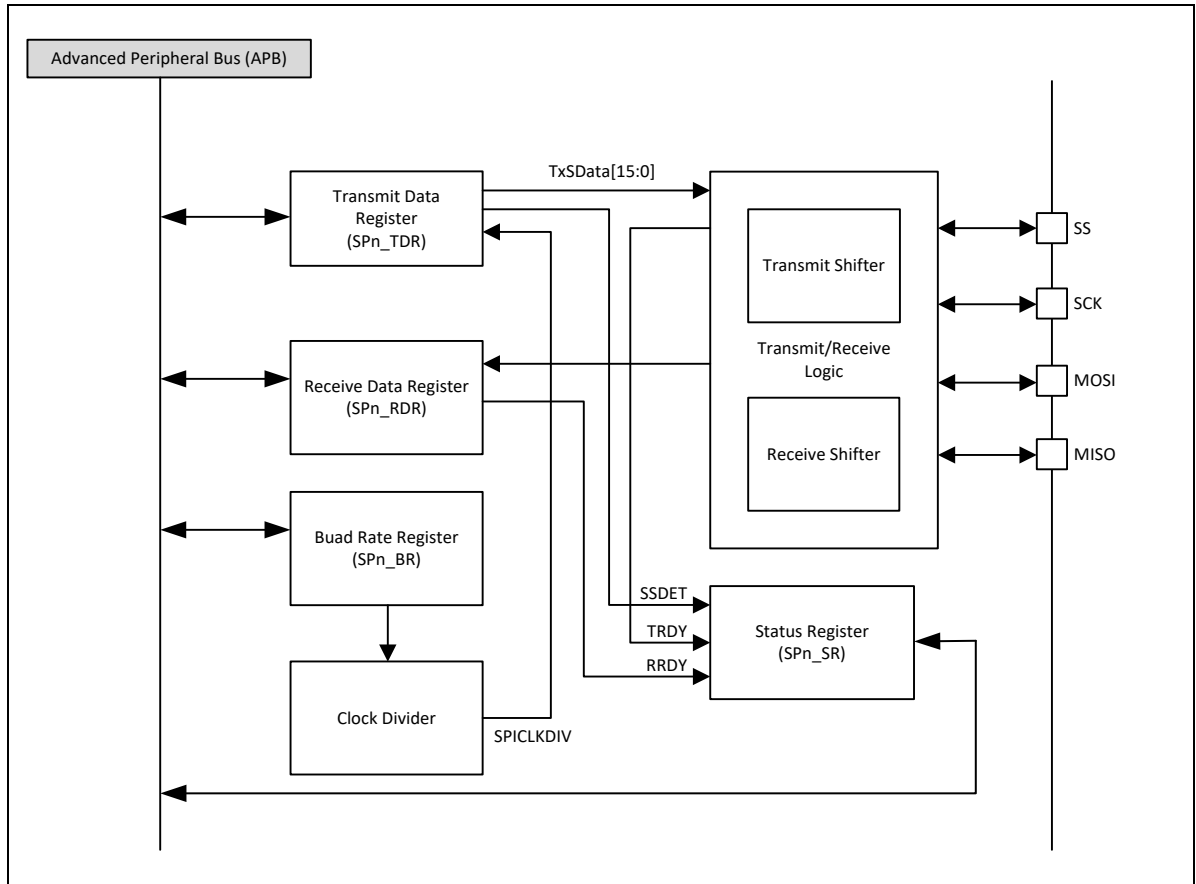 Advanced Peripheral Bus (APB)
TxSData[15:0]
Transmit Data
Register
(SPn_TDR)
Transmit Shifter
SS
SCK
Transmit/Receive
Logic
Receive Data Register
(SPn_RDR)
MOSI
Receive Shifter
MISO
Buad Rate Register
(SPn_BR)
SSDET
TRDY
RRDY
Status Register
(SPn_SR)
Clock Divider
SPICLKDIV